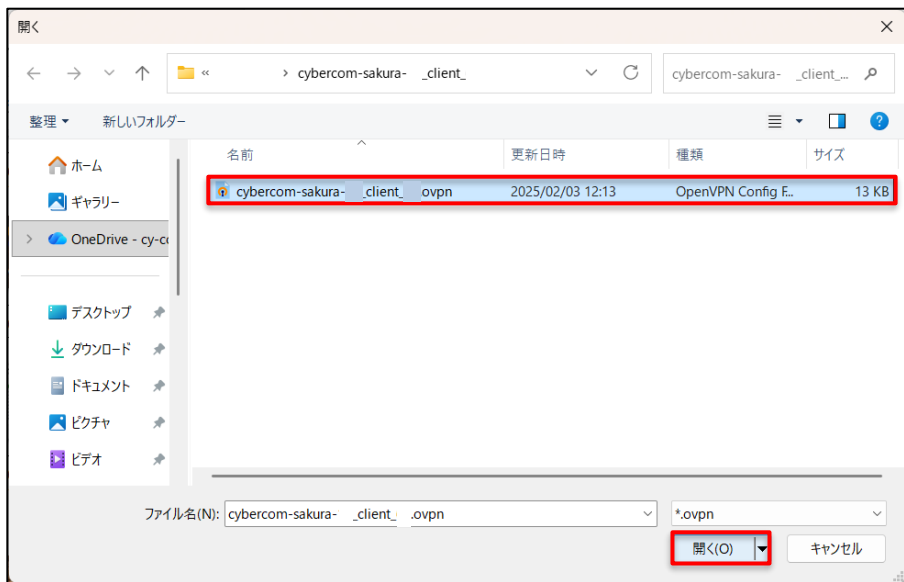 開く
« > cybercom-sakura- _client_
cybercom-sakura- _client_...
整理 新しいフォルダー
名前 更新日時 種類 サイズ
ホーム
ギャラリー
OneDrive - cy-co
cybercom-sakura- _client_ .ovpn 2025/02/03 12:13 OpenVPN Config F... 13 KB
デスクトップ
ダウンロード
ドキュメント
ピクチャ
ビデオ
ファイル名(N): cybercom-sakura- _client_ .ovpn
*.ovpn
開く(O) キャンセル